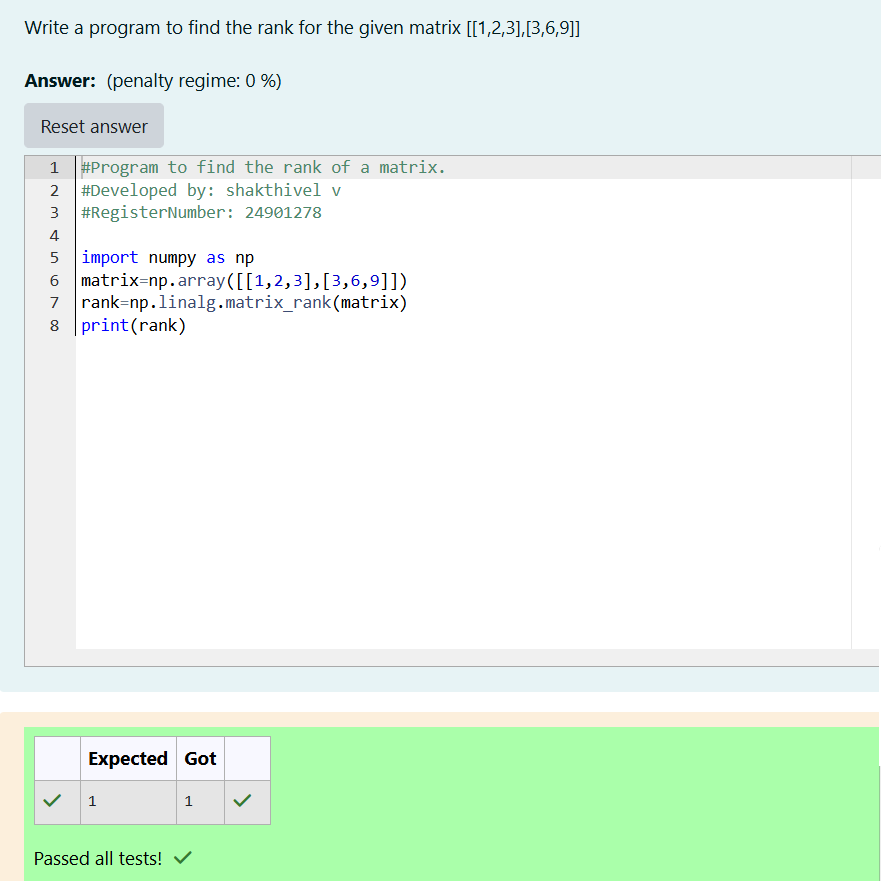 Write a program to find the rank for the given matrix [[1,2,3],[3,6,9]]
Answer: (penalty regime: 0 %)
Reset answer
1 #Program to find the rank of a matrix.
2 #Developed by: shakthivel v
3 #RegisterNumber: 24901278
4
5 import numpy as np
6 matrix=np.array([[1,2,3],[3,6,9]])
7 rank=np.linalg.matrix_rank(matrix)
8 print(rank)
Expected Got
1 1
Passed all tests!